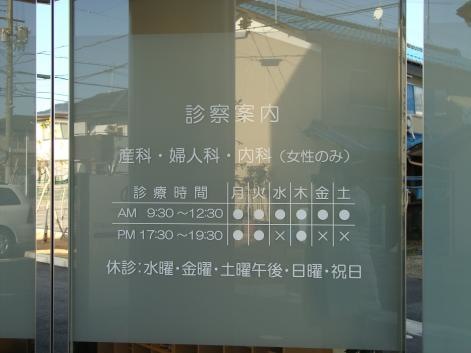 診察案内
産科・婦人科・内科（女性のみ）
診療時間 月 火 水 木 金 土
AM 9:30～12:30 ● ● ● ● ● ●
PM 17:30～19:30 ● ● × ● × ×
休診：水曜・金曜・土曜午後・日曜・祝日